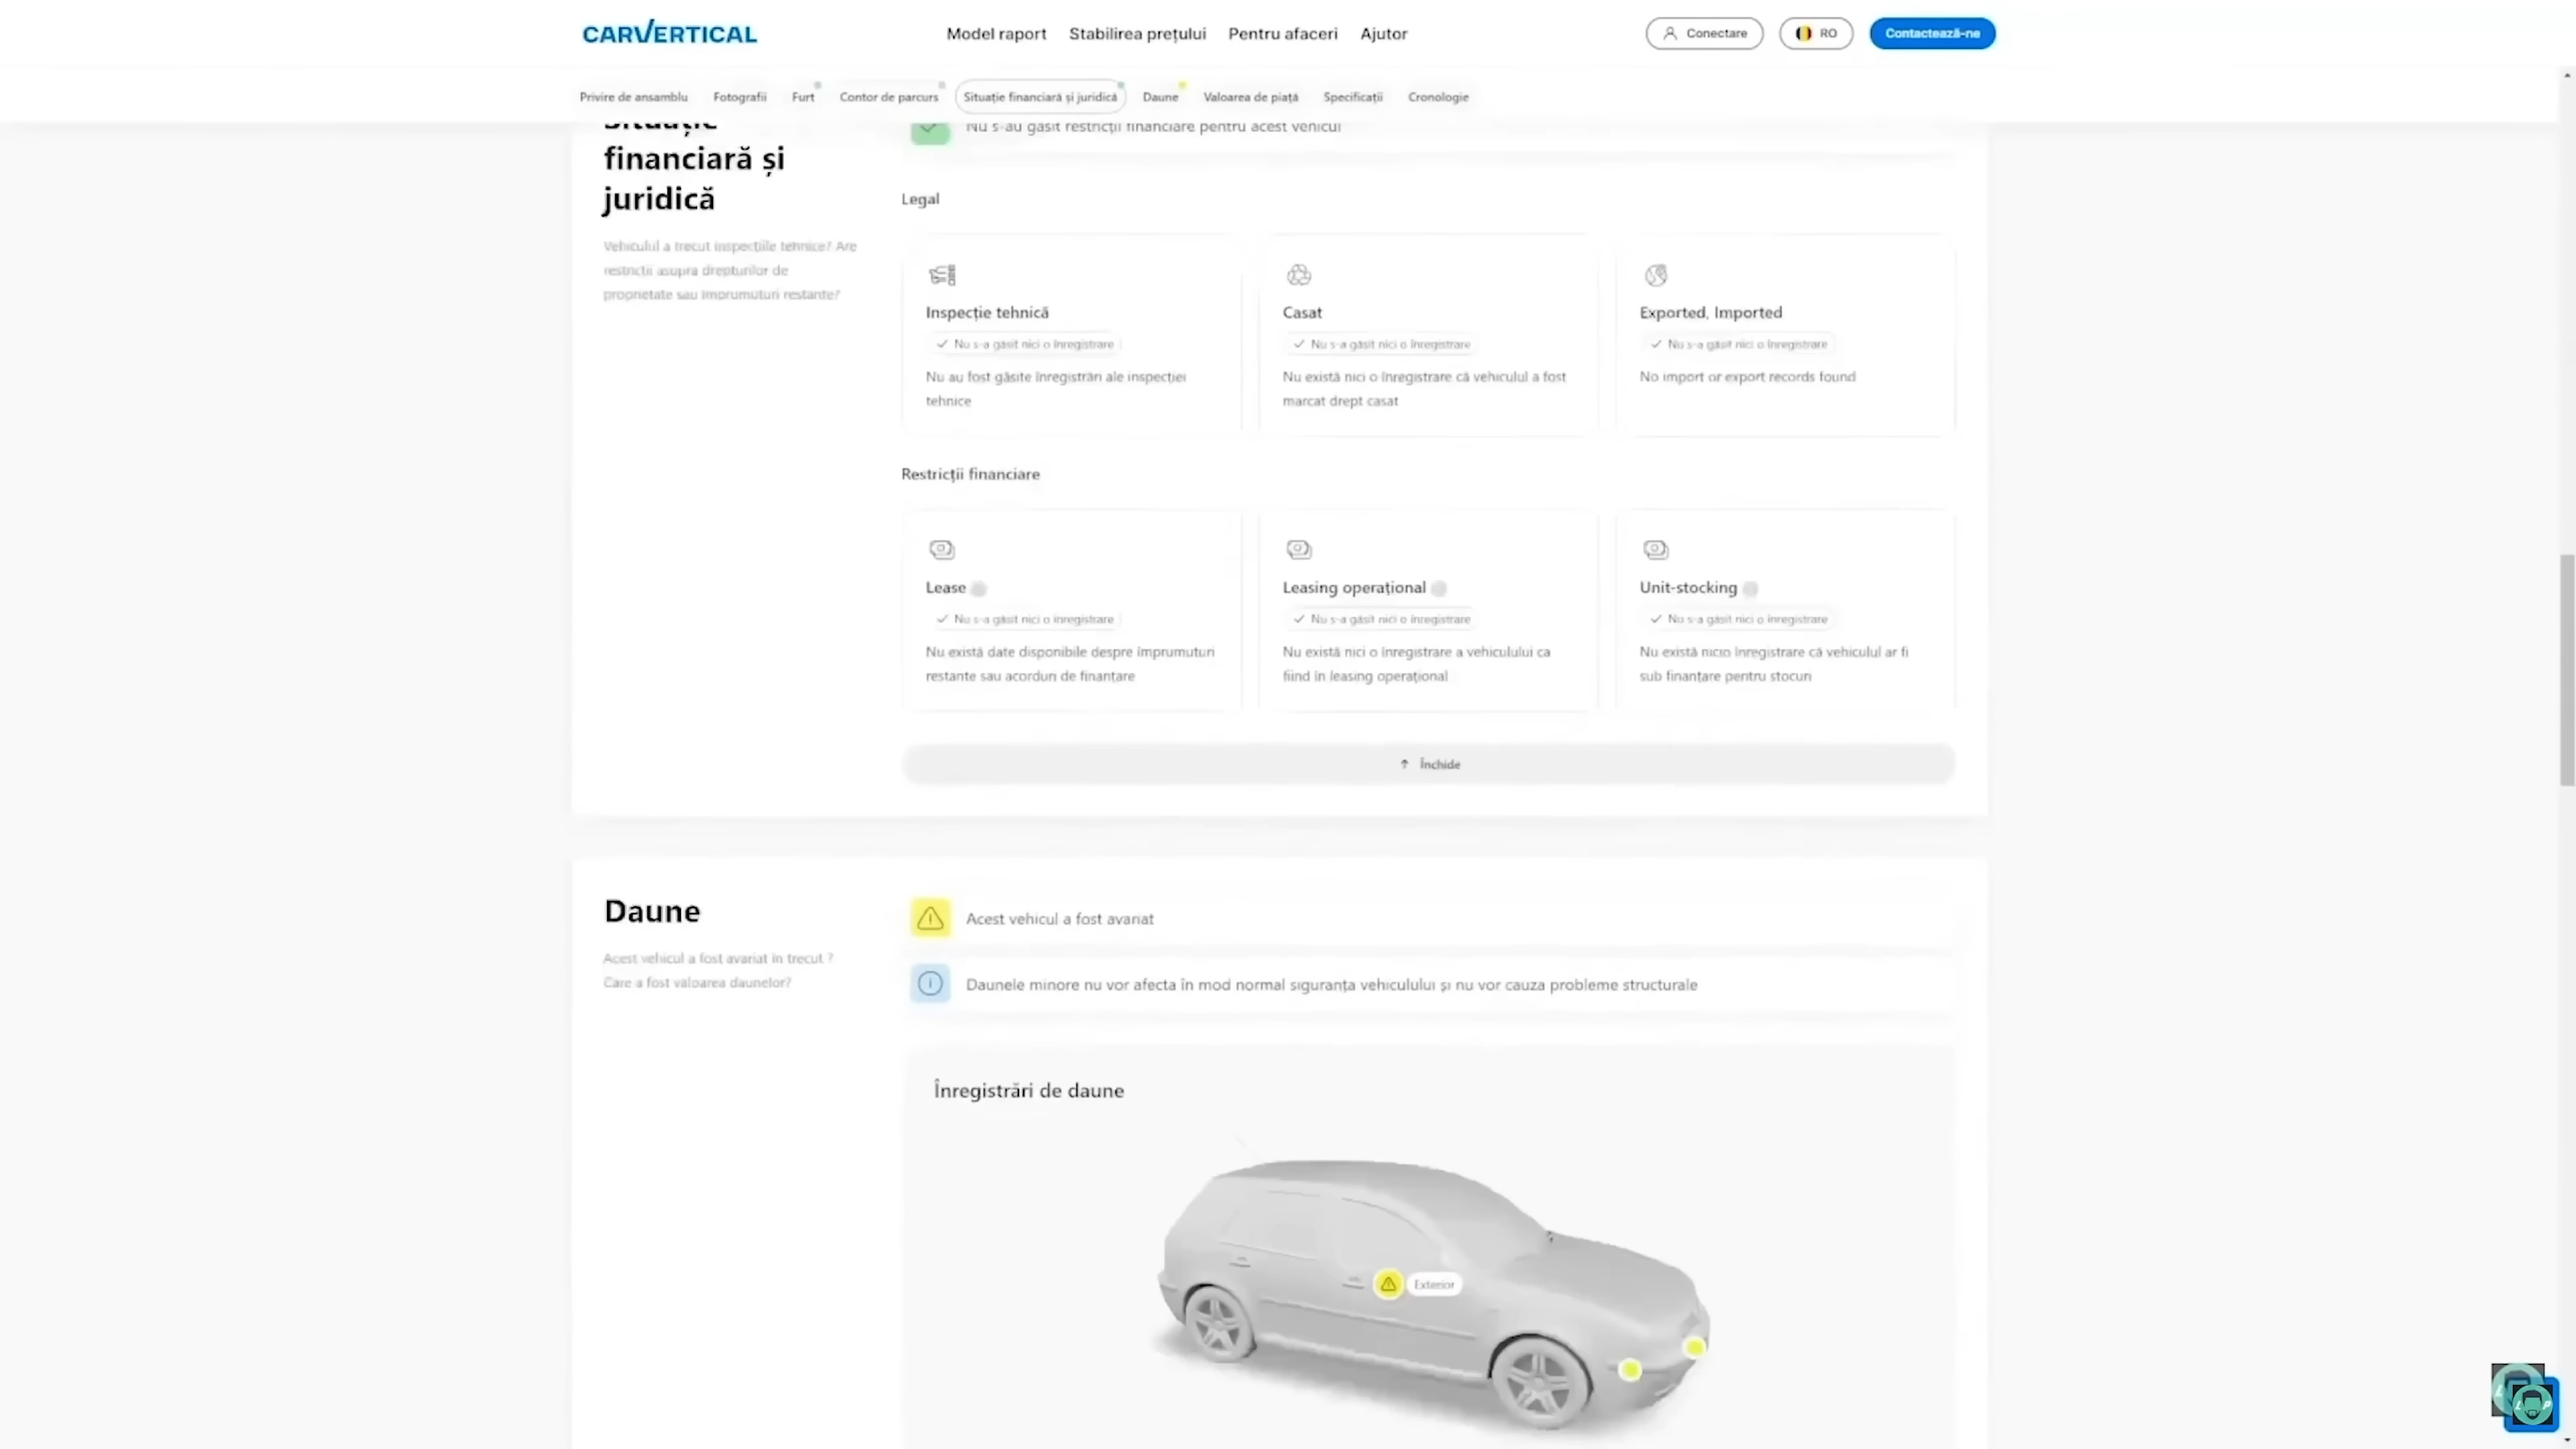 CARVERTICAL
Model raport
Stabilirea prețului
Pentru afaceri
Ajutor
Conectare
RO
Contactează-ne
Privire de ansamblu
Fotografii
Furt
Contor de parcurs
Situație financiară și juridică
Daune
Valoarea de piață
Specificații
Cronologie
Situație
financiară și
juridică
Vehiculul a trecut inspecțiile tehnice? Are
restricții asupra drepturilor de
proprietate sau împrumuturi restante?
Nu s-au găsit restricții financiare pentru acest vehicul
Legal
Inspecție tehnică
Nu s-a găsit nici o înregistrare
Nu au fost găsite înregistrări ale inspecției
tehnice
Casat
Nu s-a găsit nici o înregistrare
Nu există nici o înregistrare că vehiculul a fost
marcat drept casat
Exported, Imported
Nu s-a găsit nici o înregistrare
No import or export records found
Restricții financiare
Lease
Nu s-a găsit nici o înregistrare
Nu există date disponibile despre împrumuturi
restante sau acorduri de finanțare
Leasing operațional
Nu s-a găsit nici o înregistrare
Nu există nici o înregistrare a vehiculului ca
fiind în leasing operațional
Unit-stocking
Nu s-a găsit nici o înregistrare
Nu există nicio înregistrare că vehiculul ar fi
sub finanțare pentru stocuri
Închide
Daune
Acest vehicul a fost avariat în trecut ?
Care a fost valoarea daunelor?
Acest vehicul a fost avariat
Daunele minore nu vor afecta în mod normal siguranța vehiculului și nu vor cauza probleme structurale
Înregistrări de daune
Exterior